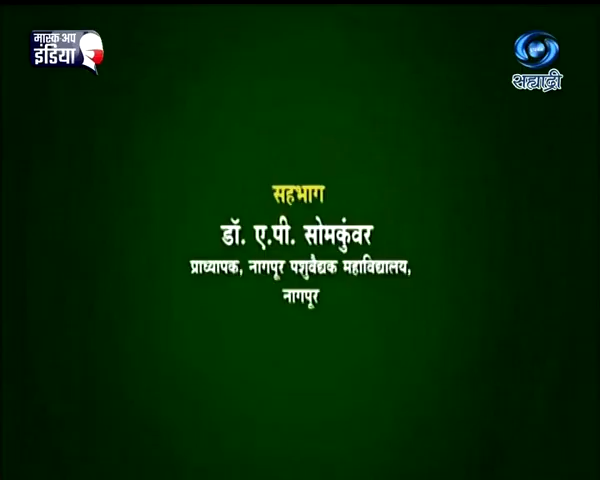 मास्क अप
इंडिया
सह्याद्री
सहभाग
डॉ. ए.पी. सोमकुंवर
प्राध्यापक, नागपूर पशुवैद्यक महाविद्यालय,
नागपूर